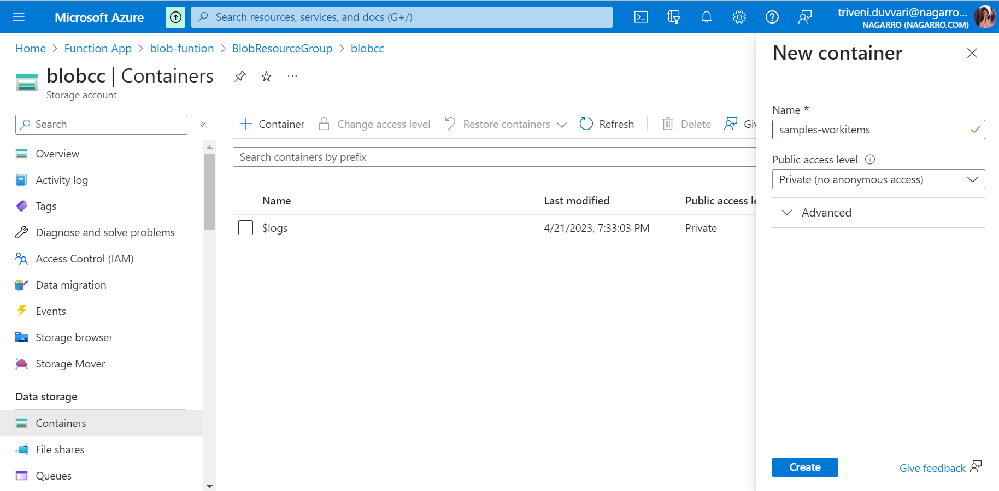 Microsoft Azure
Search resources, services, and docs (G+/)
triveni.duvvari@nagarro...
NAGARRO (NAGARRO.COM)
Home > Function App > blob-funtion > BlobResourceGroup > blobcc
blobcc | Containers
Storage account
Search
Overview
Activity log
Tags
Diagnose and solve problems
Access Control (IAM)
Data migration
Events
Storage browser
Storage Mover
Data storage
Containers
File shares
Queues
Container Change access level Restore containers Refresh Delete Giv
Search containers by prefix
Name Last modified Public access le
$logs 4/21/2023, 7:33:03 PM Private
New container
Name *
samples-workitems
Public access level
Private (no anonymous access)
Advanced
Create
Give feedback